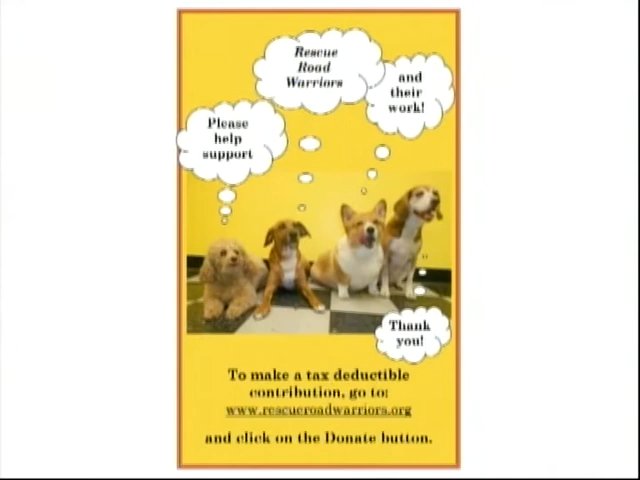 Please
help
support
Rescue
Road
Warriors
and
their
work!
Thank
you!
To make a tax deductible
contribution, go to:
www.rescueroadwarriors.org
and click on the Donate button.